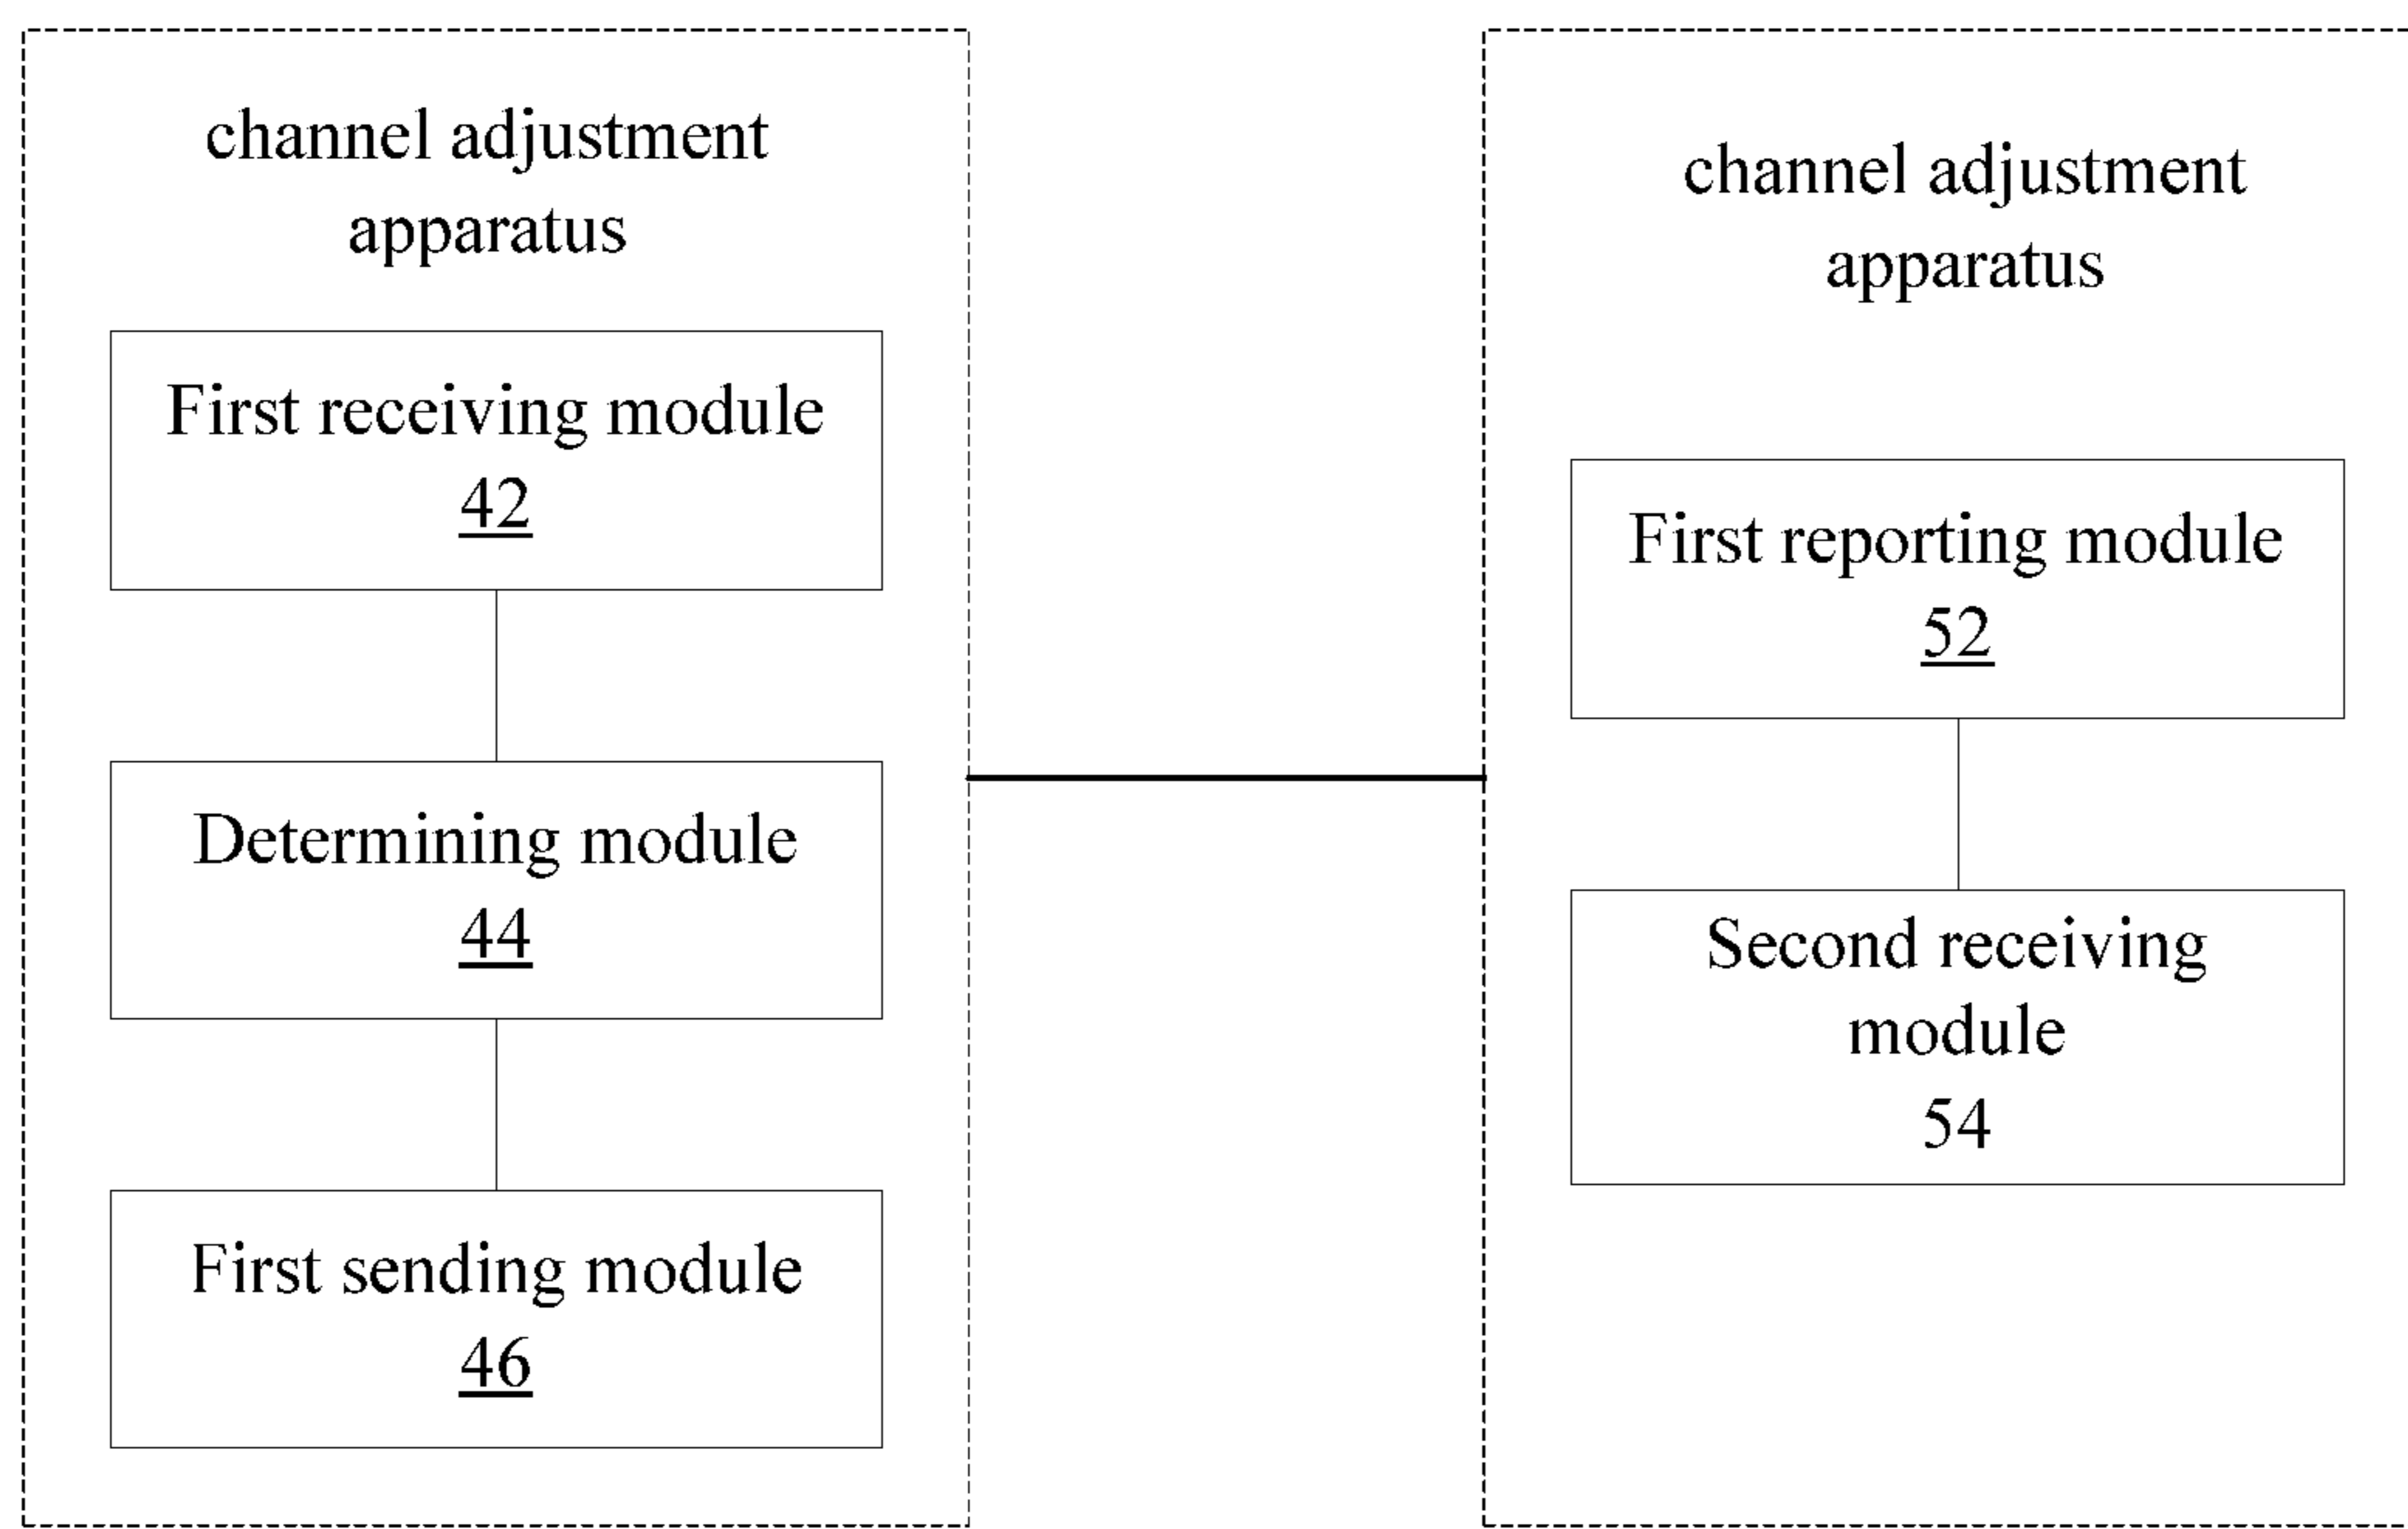 channel adjustment
apparatus
First receiving module
42
Determining module
44
First sending module
46
channel adjustment
apparatus
First reporting module
52
Second receiving
module
54